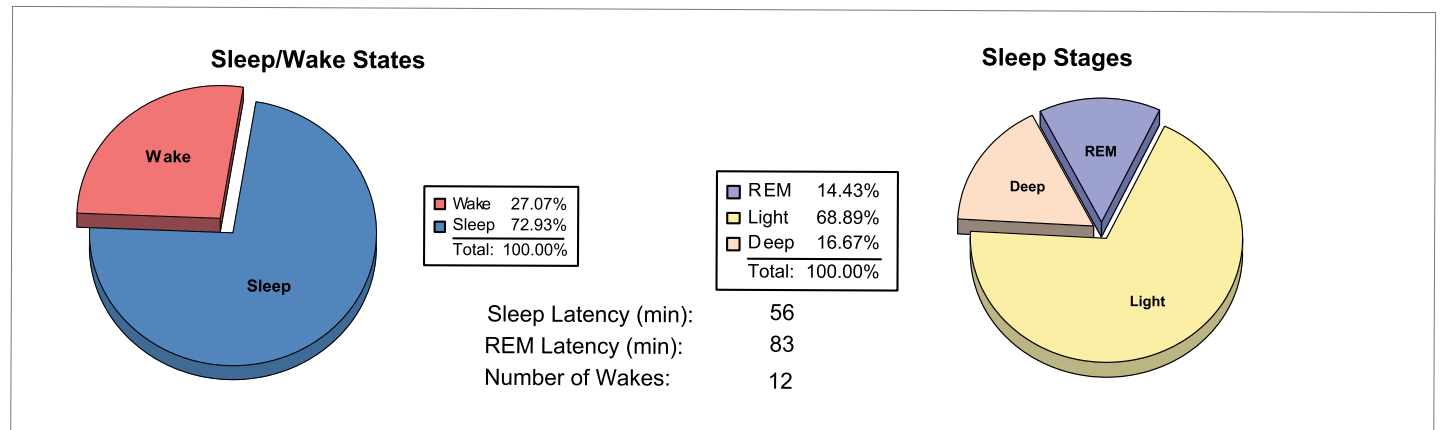 Sleep/Wake States
Wake
Sleep
Wake 27.07%
Sleep 72.93%
Total: 100.00%
Sleep Stages
REM
Deep
Light
REM 14.43%
Light 68.89%
Deep 16.67%
Total: 100.00%
Sleep Latency (min): 56
REM Latency (min): 83
Number of Wakes: 12